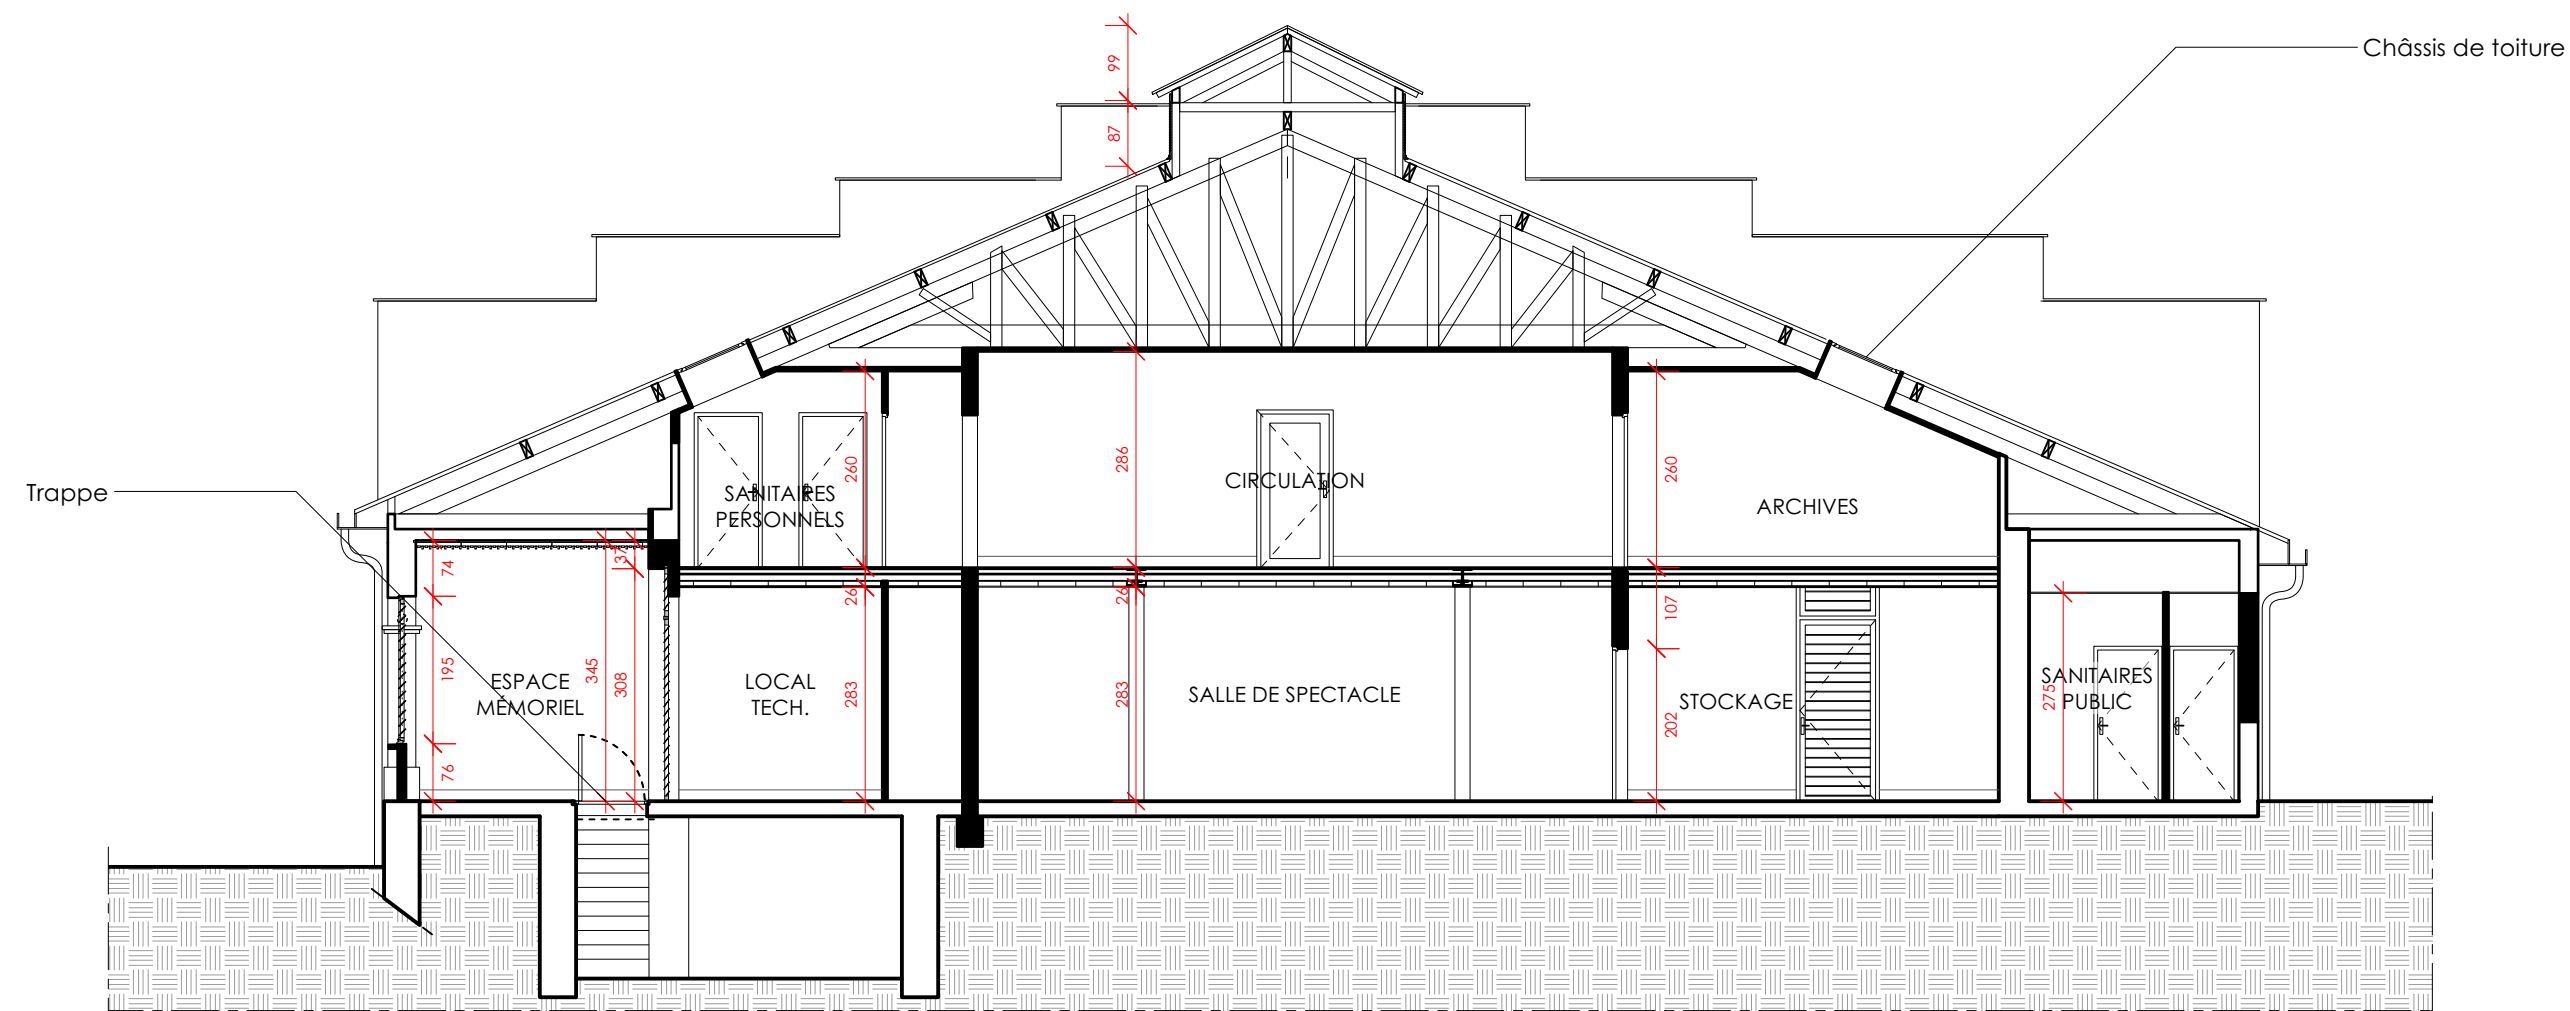 Châssis de toiture
99
87
Trappe
SANITAIRES
PERSONNELS
260
286
CIRCULATION
260
ARCHIVES
74
37
26
26
107
195
345
308
ESPACE
MÉMORIEL
LOCAL
TECH.
283
283
SALLE DE SPECTACLE
STOCKAGE
202
275
SANITAIRES
PUBLIC
76